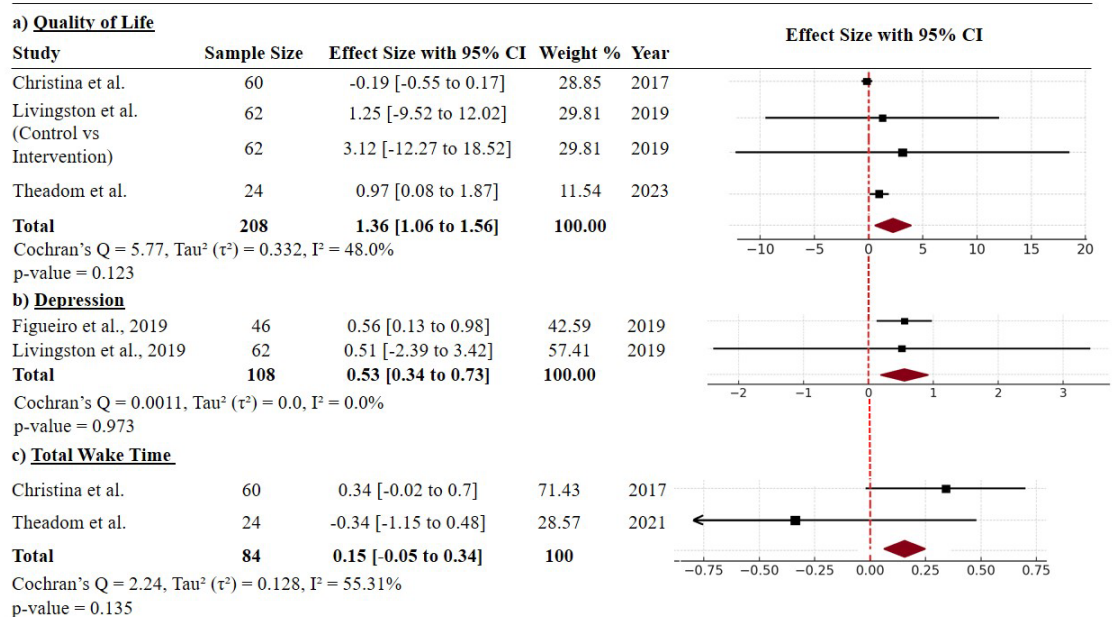 a) Quality of Life
Effect Size with 95% CI
Study Sample Size Effect Size with 95% CI Weight % Year
Christina et al. 60 -0.19 [-0.55 to 0.17] 28.85 2017
Livingston et al. 62 1.25 [-9.52 to 12.02] 29.81 2019
(Control vs
Intervention) 62 3.12 [-12.27 to 18.52] 29.81 2019
Theadom et al. 24 0.97 [0.08 to 1.87] 11.54 2023
Total 208 1.36 [1.06 to 1.56] 100.00
−10 −5 0 5 10 15 20
Cochran's Q = 5.77, Tau² (τ²) = 0.332, I² = 48.0%
p-value = 0.123
b) Depression
Figueiro et al., 2019 46 0.56 [0.13 to 0.98] 42.59 2019
Livingston et al., 2019 62 0.51 [-2.39 to 3.42] 57.41 2019
Total 108 0.53 [0.34 to 0.73] 100.00
−2 −1 0 1 2 3
Cochran's Q = 0.0011, Tau² (τ²) = 0.0, I² = 0.0%
p-value = 0.973
c) Total Wake Time
Christina et al. 60 0.34 [-0.02 to 0.7] 71.43 2017
Theadom et al. 24 -0.34 [-1.15 to 0.48] 28.57 2021
Total 84 0.15 [-0.05 to 0.34] 100
−0.75 −0.50 −0.25 0.00 0.25 0.50 0.75
Cochran's Q = 2.24, Tau² (τ²) = 0.128, I² = 55.31%
p-value = 0.135